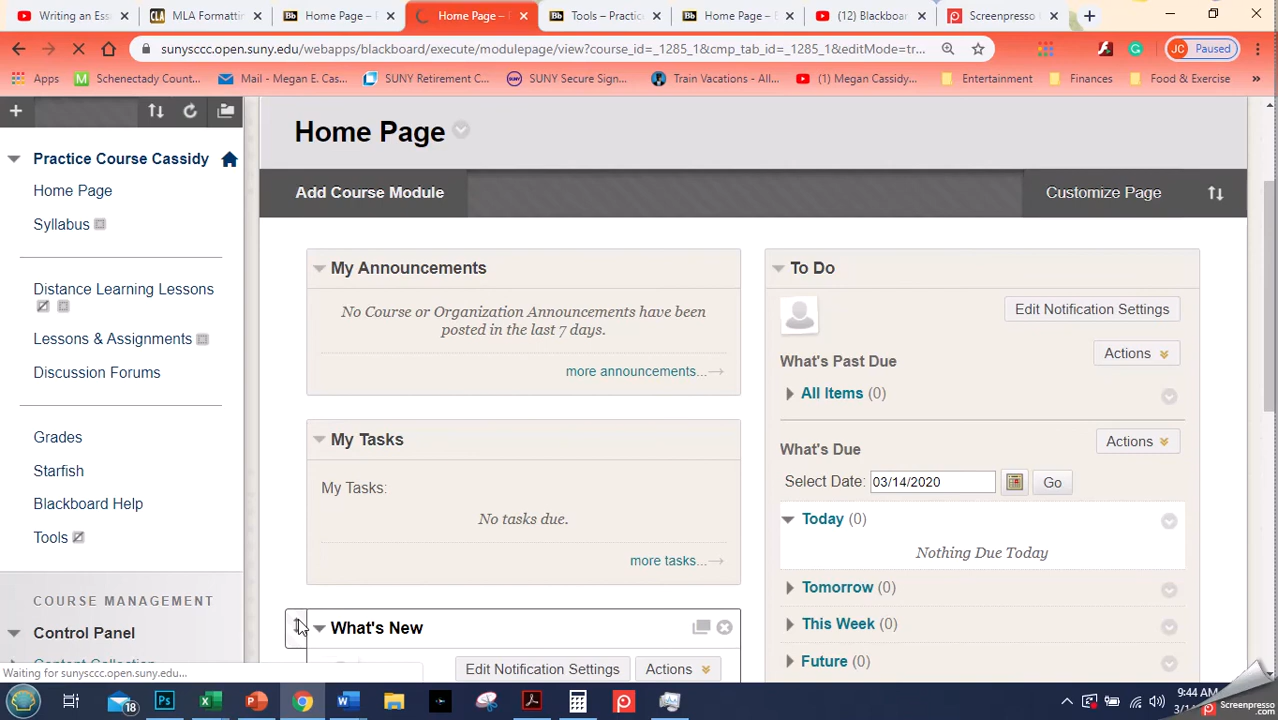 Writing an Ess
MLA Formattin
Home Page – 
Home Page – E
Tools – Practic
Home Page – E
(12) Blackboar
Screenpresso C
sunysccc.open.suny.edu/webapps/blackboard/execute/modulepage/view?course_id=_1285_1&cmp_tab_id=_1285_1&editMode=tr...
JC Paused
Apps
Schenectady Count...
Mail - Megan E. Cas...
SUNY Retirement C...
SUNY Secure Sign...
Train Vacations - Al...
(1) Megan Cassidy...
Entertainment
Finances
Food & Exercise
Practice Course Cassidy
Home Page
Syllabus
Distance Learning Lessons
Lessons & Assignments
Discussion Forums
Grades
Starfish
Blackboard Help
Tools
COURSE MANAGEMENT
Control Panel
Waiting for sunysccc.open.suny.edu...
Home Page
Add Course Module
Customize Page
My Announcements
No Course or Organization Announcements have been
posted in the last 7 days.
more announcements...
My Tasks
My Tasks:
No tasks due.
more tasks...
What's New
Edit Notification Settings
Actions
To Do
Edit Notification Settings
What's Past Due
Actions
All Items (0)
What's Due
Actions
Select Date: 03/14/2020 Go
Today (0)
Nothing Due Today
Tomorrow (0)
This Week (0)
Future (0)
18
9:44 AM
Screenpresso.com